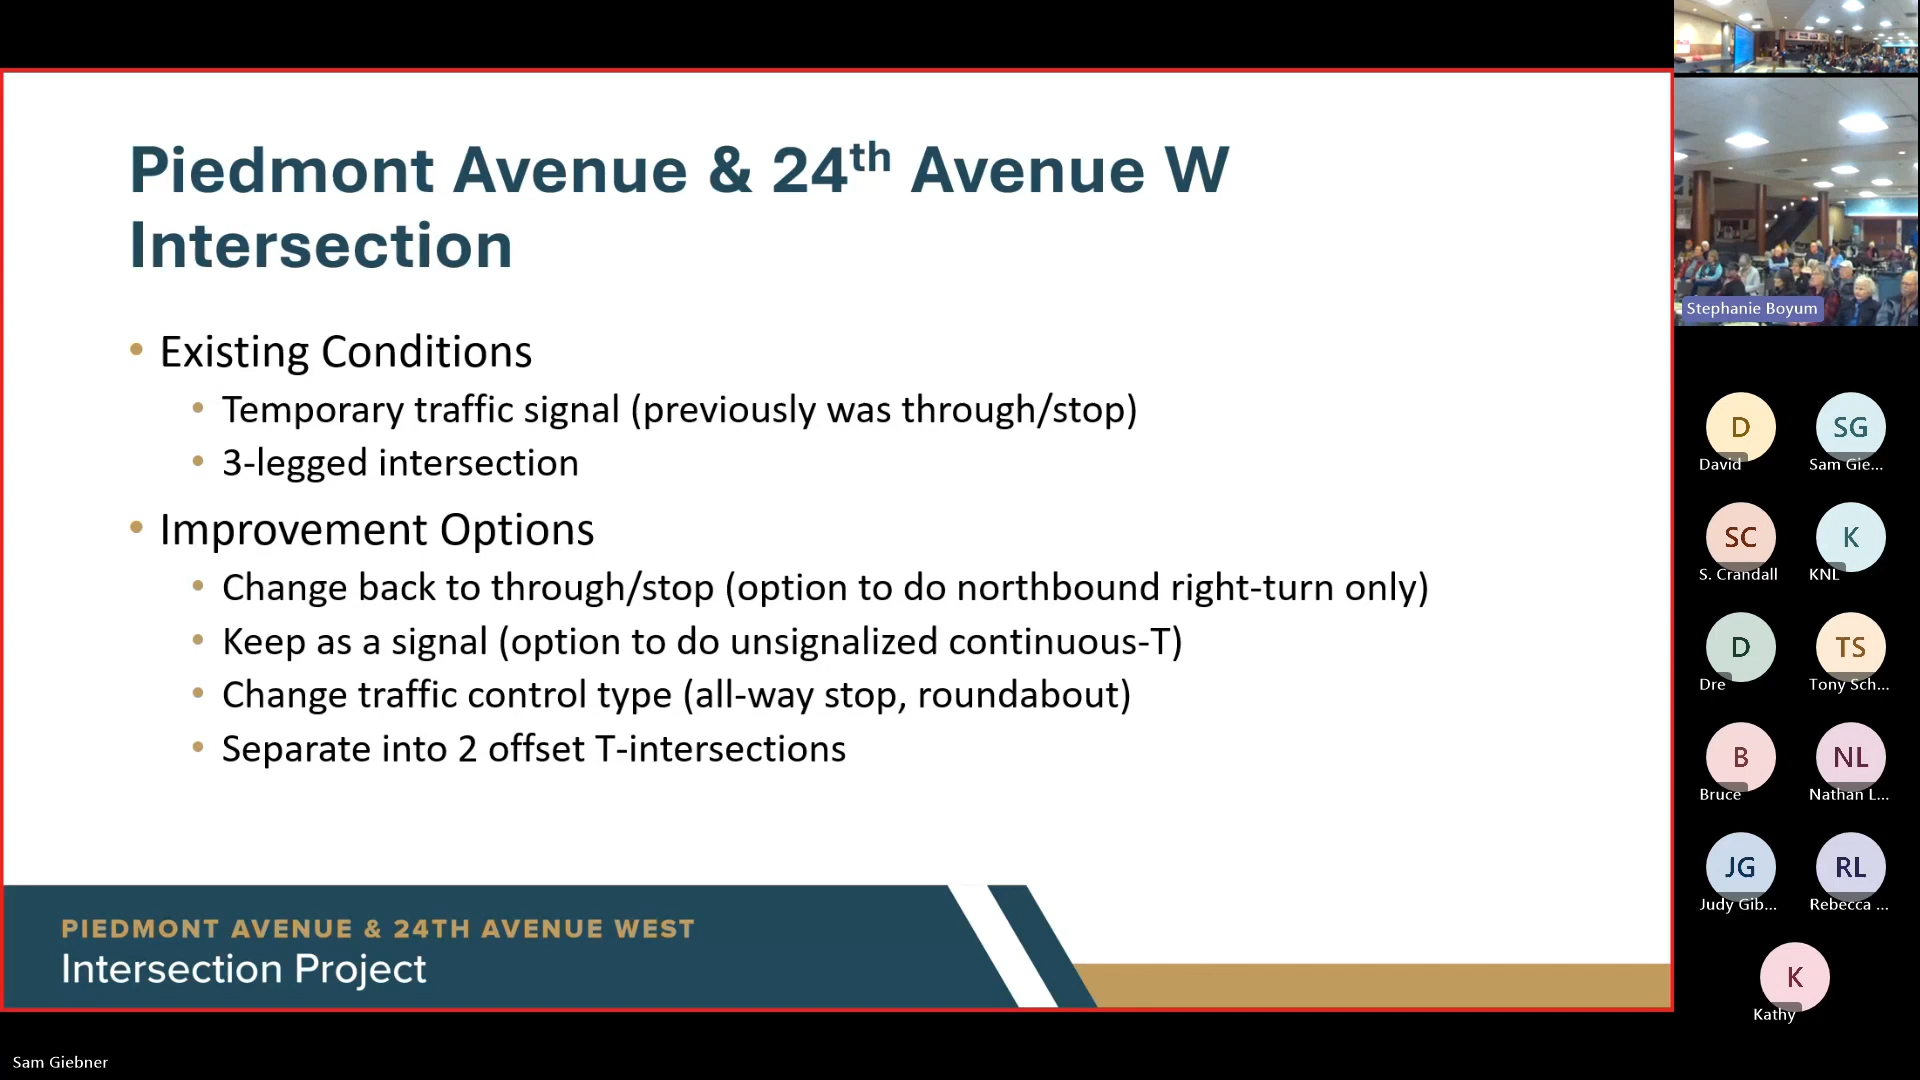 Piedmont Avenue & 24th Avenue W
Intersection
• Existing Conditions
• Temporary traffic signal (previously was through/stop)
• 3-legged intersection
• Improvement Options
• Change back to through/stop (option to do northbound right-turn only)
• Keep as a signal (option to do unsignalized continuous-T)
• Change traffic control type (all-way stop, roundabout)
• Separate into 2 offset T-intersections
PIEDMONT AVENUE & 24TH AVENUE WEST
Intersection Project
Sam Giebner
Stephanie Boyum
D
David
SG
Sam Gie...
SC
S. Crandall
K
KNL
D
Dre
TS
Tony Sch...
B
Bruce
NL
Nathan L...
JG
Judy Gib...
RL
Rebecca ...
K
Kathy